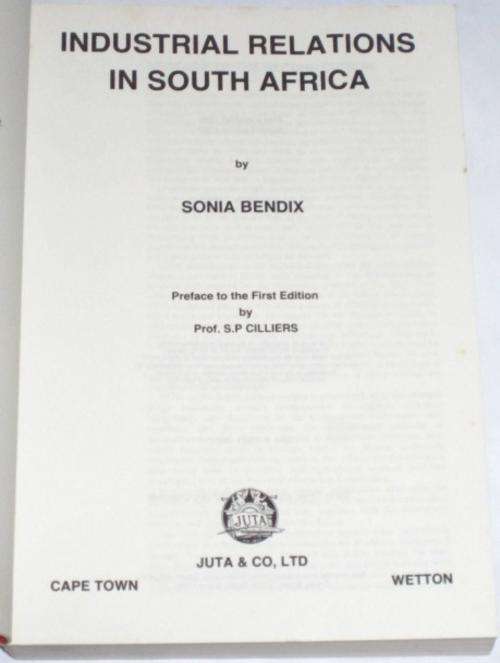 INDUSTRIAL RELATIONS
IN SOUTH AFRICA
by
SONIA BENDIX
Preface to the First Edition
by
Prof. S.P CILLIERS
JUTA
JUTA & CO, LTD
CAPE TOWN
WETTON